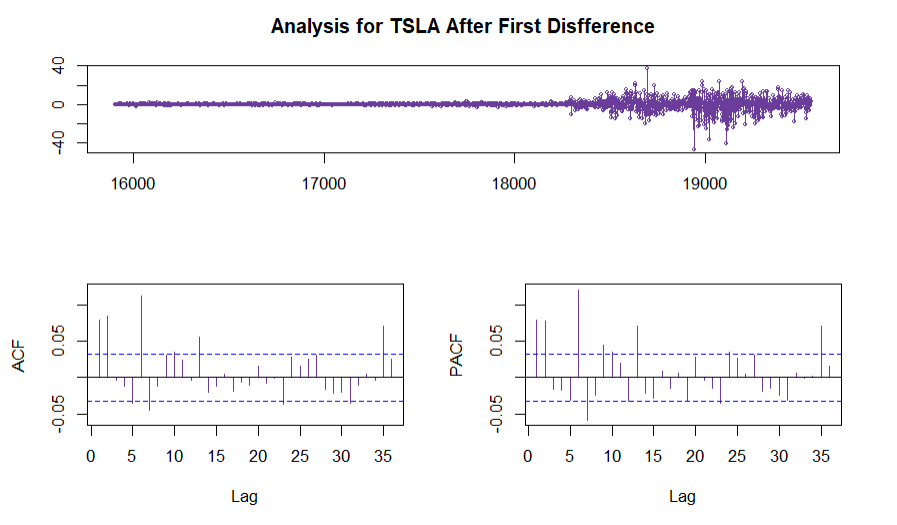 Analysis for TSLA After First Disfference
40
0
-40
16000 17000 18000 19000
ACF
0.05
-0.05
0 5 10 15 20 25 30 35
Lag
PACF
0.05
-0.05
0 5 10 15 20 25 30 35
Lag